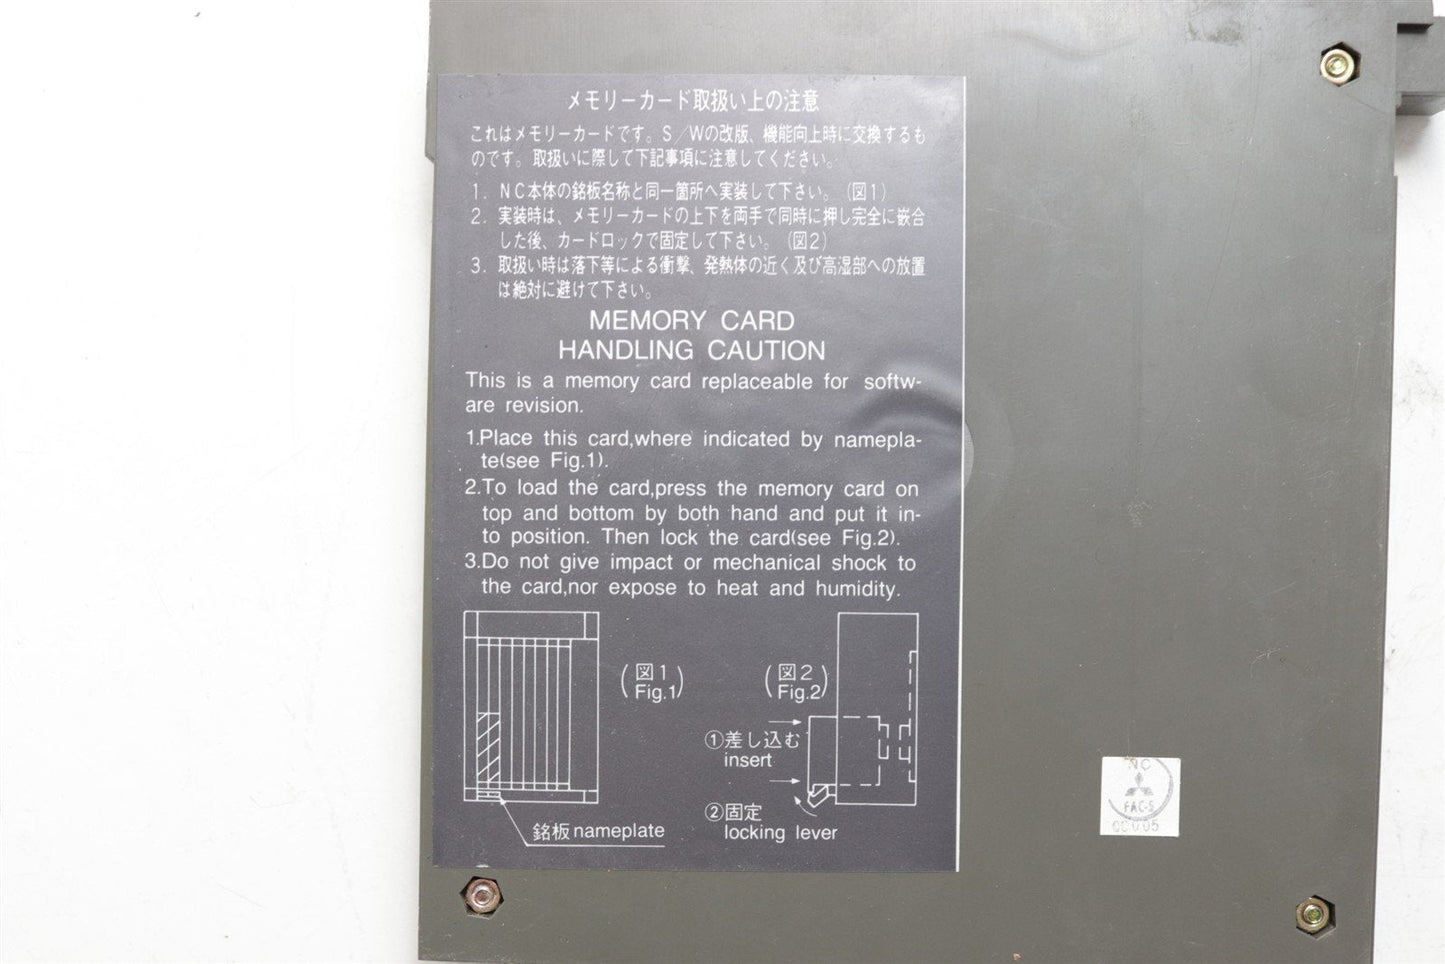 メモリーカード取扱い上の注意
これはメモリーカードです。S／Wの改版、機能向上時に交換するも
のです。取扱いに際して下記事項に注意してください。
1. NC本体の銘板名称と同一箇所へ実装して下さい。(図1)
2. 実装時は、メモリーカードの上下を両手で同時に押し完全に嵌合
した後、カードロックで固定して下さい。(図2)
3. 取扱い時は落下等による衝撃、発熱体の近く及び高湿部への放置
は絶対に避けて下さい。
MEMORY CARD
HANDLING CAUTION
This is a memory card replaceable for softw-
are revision.
1.Place this card,where indicated by namepla-
te(see Fig.1).
2.To load the card,press the memory card on
top and bottom by both hand and put it in-
to position. Then lock the card(see Fig.2).
3.Do not give impact or mechanical shock to
the card,nor expose to heat and humidity.
(図1
Fig.1)
(図2
Fig.2)
①差し込む
insert
②固定
locking lever
銘板nameplate
NC
FAC-S